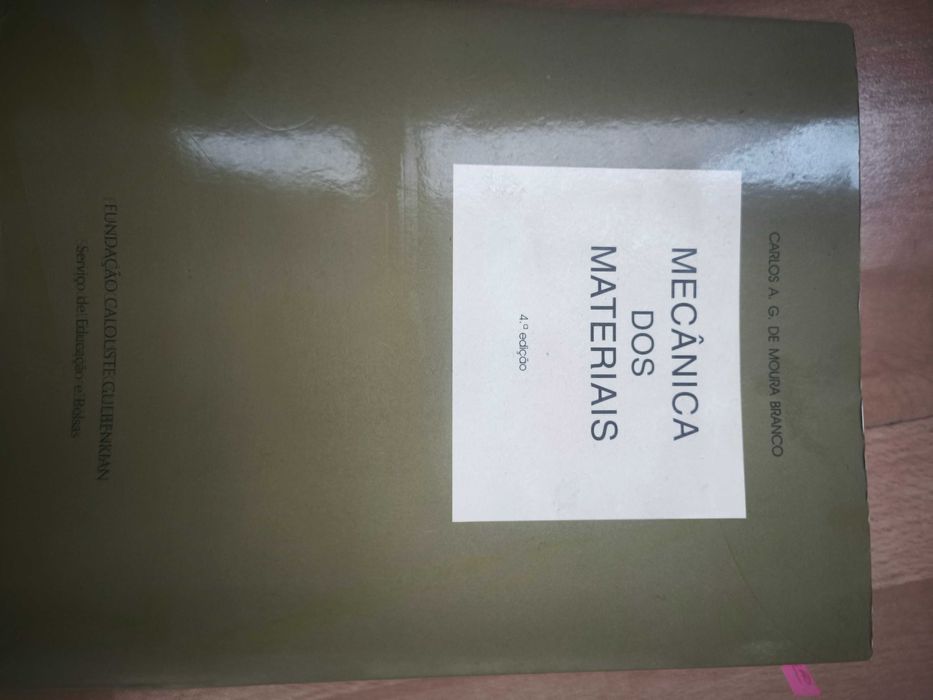 CARLOS A. G. DE MOURA BRANCO
MECÂNICA
DOS
MATERIAIS
4.ª edição
FUNDAÇÃO CALOUSTE GULBENKIAN
Serviço de Educação e Bolsas